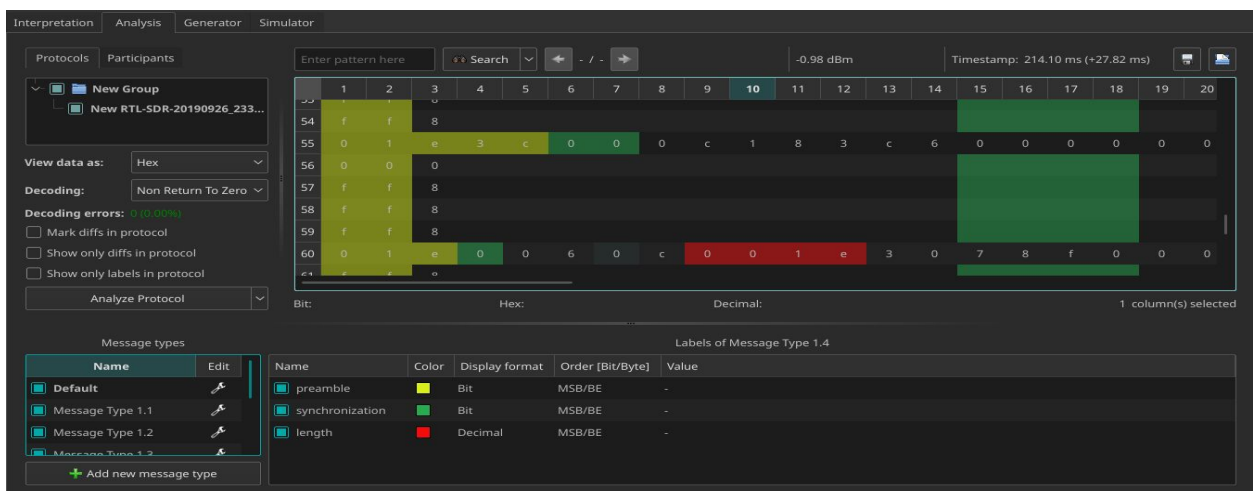 Interpretation Analysis Generator Simulator
Protocols Participants
New Group
New RTL-SDR-20190926_233...
View data as: Hex
Decoding: Non Return To Zero
Decoding errors: 0 (0.00%)
Mark diffs in protocol
Show only diffs in protocol
Show only labels in protocol
Analyze Protocol
Enter pattern here Search - / - -0.98 dBm Timestamp: 214.10 ms (+27.82 ms)
1 2 3 4 5 6 7 8 9 10 11 12 13 14 15 16 17 18 19 20
54 f f 8
55 0 1 e 3 c 0 0 0 c 1 8 3 c 6 0 0 0 0 0 0
56 0 0 0
57 f f 8
58 f f 8
59 f f 8
60 0 1 e 0 0 6 0 c 0 0 1 e 3 0 7 8 f 0 0 0
Bit: Hex: Decimal: 1 column(s) selected
Message types
Name Edit
Default
Message Type 1.1
Message Type 1.2
Message Type 1.3
Add new message type
Labels of Message Type 1.4
Name Color Display format Order [Bit/Byte] Value
preamble Bit MSB/BE -
synchronization Bit MSB/BE -
length Decimal MSB/BE -